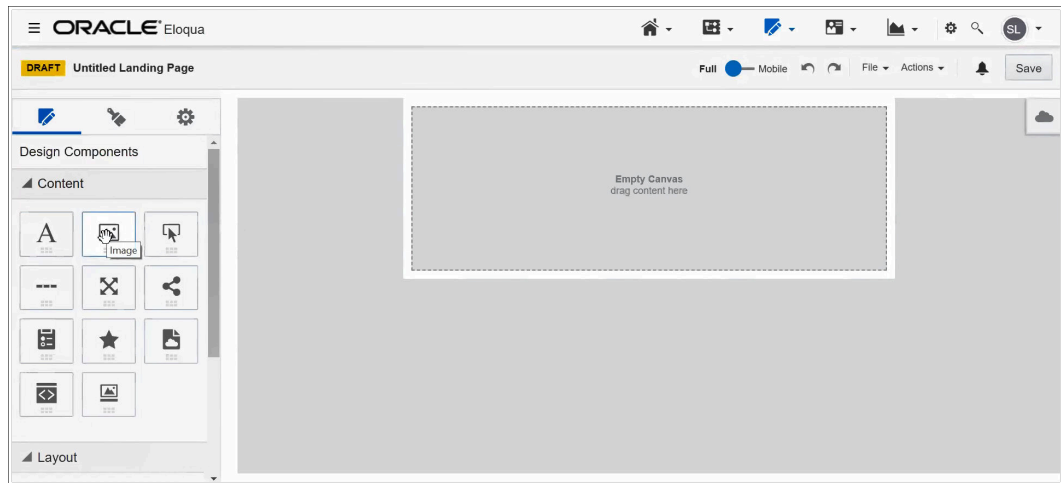 ORACLE® Eloqua
SL
DRAFT Untitled Landing Page
Full Mobile File Actions Save
Design Components
Content
A
Image
Empty Canvas
drag content here
Layout